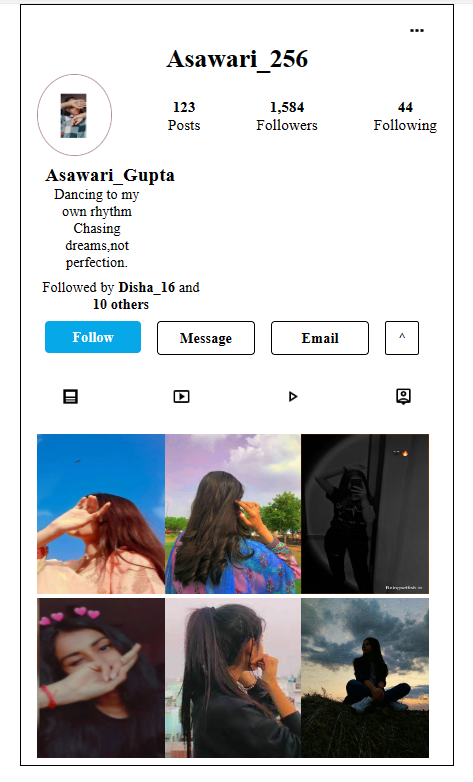 Asawari_256
123 1,584 44
Posts Followers Following
Asawari_Gupta
Dancing to my
own rhythm
Chasing
dreams,not
perfection.
Followed by Disha_16 and
10 others
Follow Message Email ^